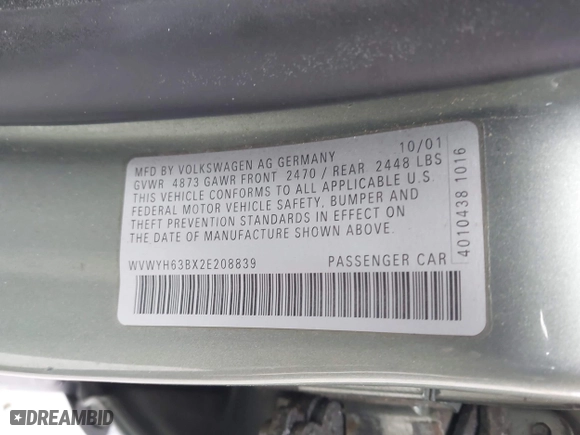 MFD BY VOLKSWAGEN AG GERMANY 10/01
GVWR 4873 GAWR FRONT 2470 / REAR 2448 LBS
THIS VEHICLE CONFORMS TO ALL APPLICABLE U.S
FEDERAL MOTOR VEHICLE SAFETY, BUMPER AND
THEFT PREVENTION STANDARDS IN EFFECT ON
THE DATE OF MANUFACTURE SHOWN ABOVE.
WVWYH63BX2E208839 PASSENGER CAR
40104381016
DREAMBID